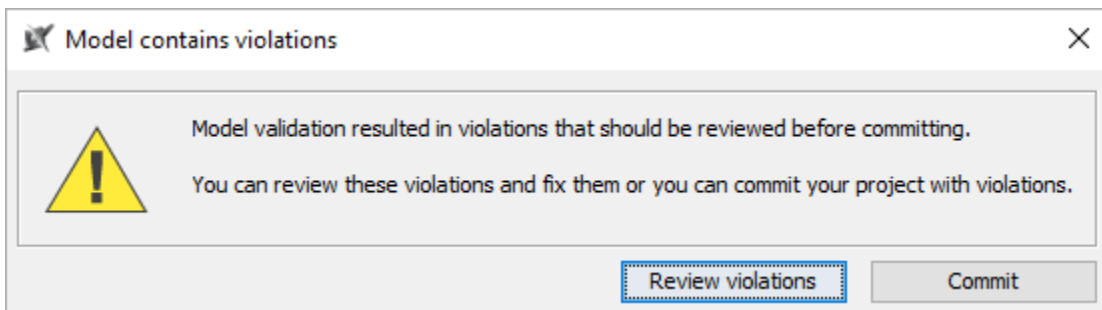 Model contains violations
Model validation resulted in violations that should be reviewed before committing.
You can review these violations and fix them or you can commit your project with violations.
Review violations
Commit